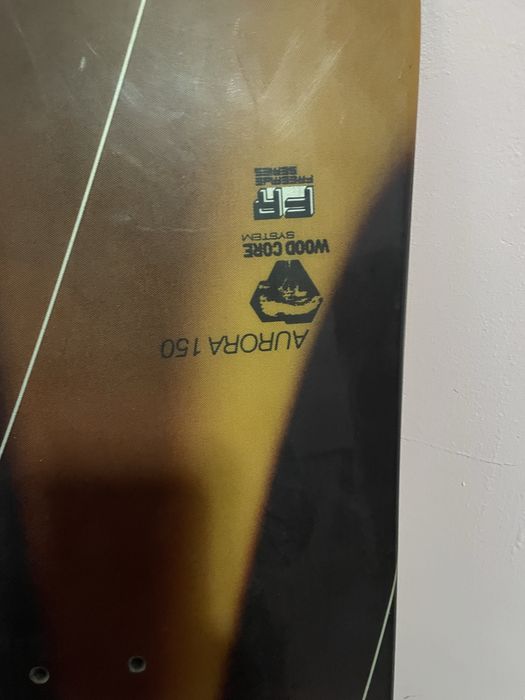 AURORA 150
WOOD CORE
SYSTEM
FR
FREERIDE
SERIES